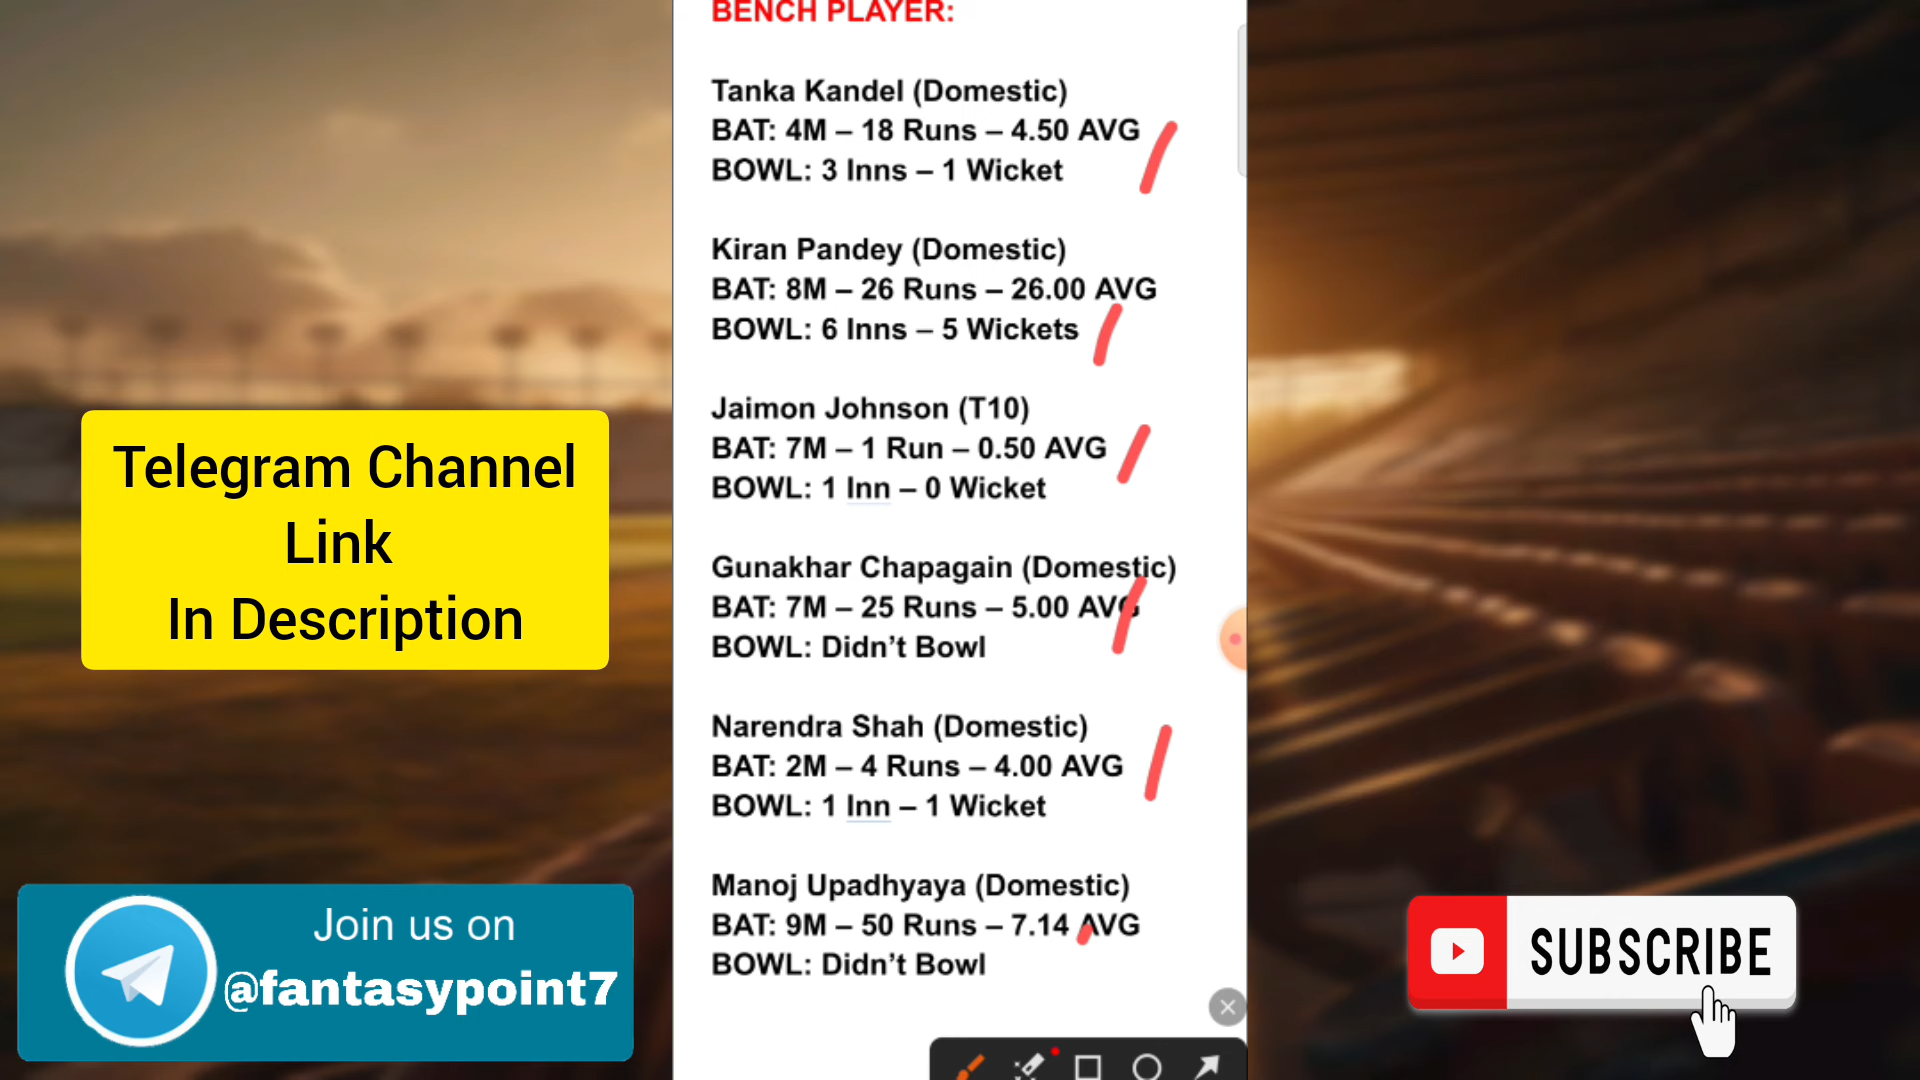 BENCH PLAYER:
Tanka Kandel (Domestic)
BAT: 4M – 18 Runs – 4.50 AVG
BOWL: 3 Inns – 1 Wicket
Kiran Pandey (Domestic)
BAT: 8M – 26 Runs – 26.00 AVG
BOWL: 6 Inns – 5 Wickets
Jaimon Johnson (T10)
BAT: 7M – 1 Run – 0.50 AVG
BOWL: 1 Inn – 0 Wicket
Gunakhar Chapagain (Domestic)
BAT: 7M – 25 Runs – 5.00 AVG
BOWL: Didn’t Bowl
Narendra Shah (Domestic)
BAT: 2M – 4 Runs – 4.00 AVG
BOWL: 1 Inn – 1 Wicket
Manoj Upadhyaya (Domestic)
BAT: 9M – 50 Runs – 7.14 AVG
BOWL: Didn’t Bowl
Telegram Channel
Link
In Description
Join us on
@fantasypoint7
SUBSCRIBE